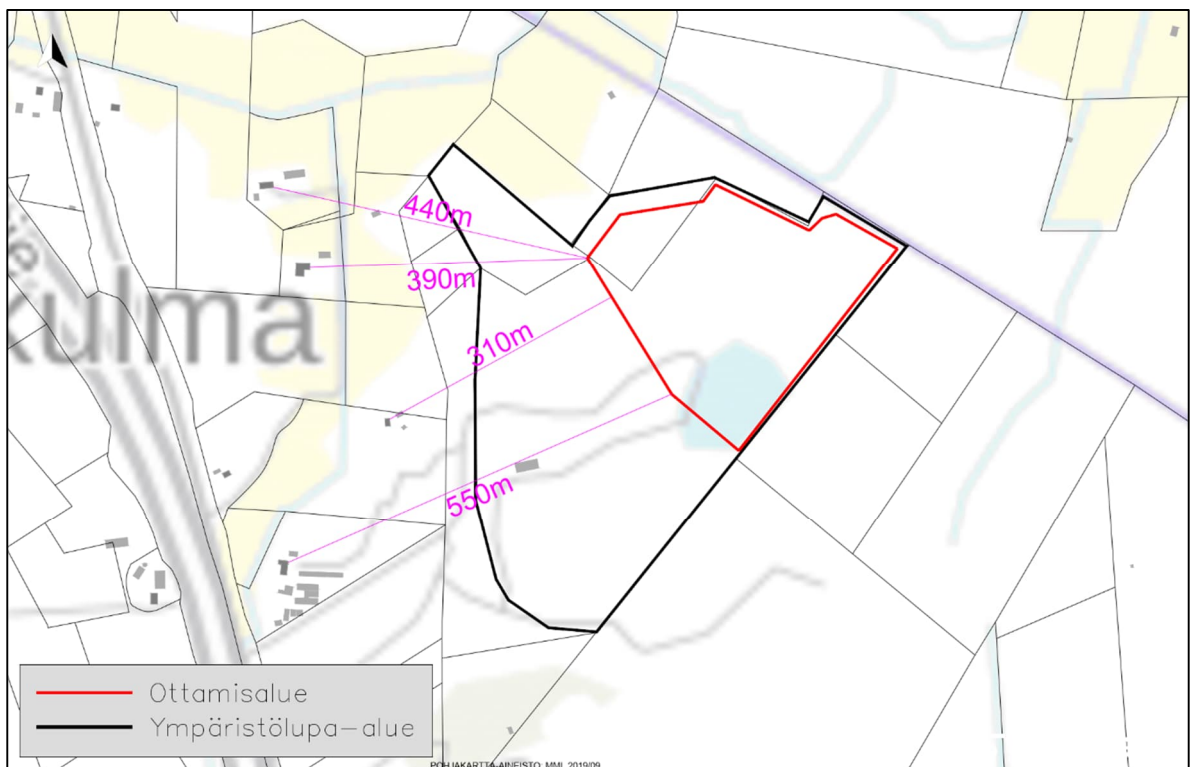 440m
390m
kulma
310m
550m
Ottamisalue
Ympäristölupa-alue
POHJAKARTTA-AINEISTO: MML 2019/09